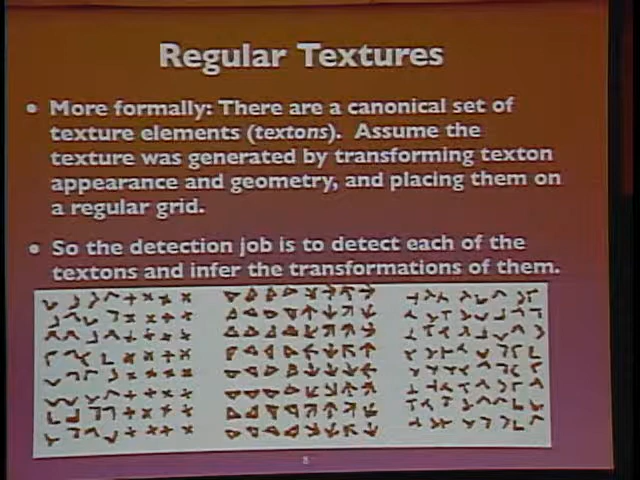 Regular Textures
• More formally: There are a canonical set of
texture elements (textons). Assume the
texture was generated by transforming texton
appearance and geometry, and placing them on
a regular grid.
• So the detection job is to detect each of the
textons and infer the transformations of them.